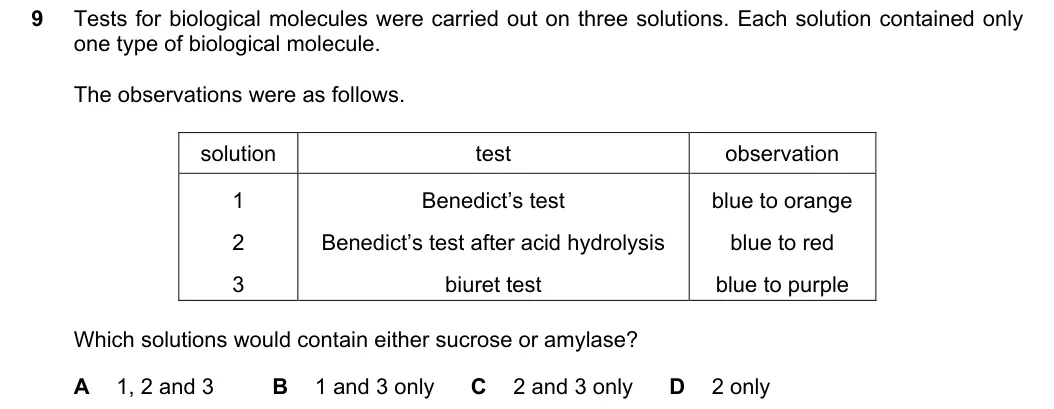 9 Tests for biological molecules were carried out on three solutions. Each solution contained only
one type of biological molecule.
The observations were as follows.
solution test observation
1 Benedict's test blue to orange
2 Benedict's test after acid hydrolysis blue to red
3 biuret test blue to purple
Which solutions would contain either sucrose or amylase?
A 1, 2 and 3 B 1 and 3 only C 2 and 3 only D 2 only